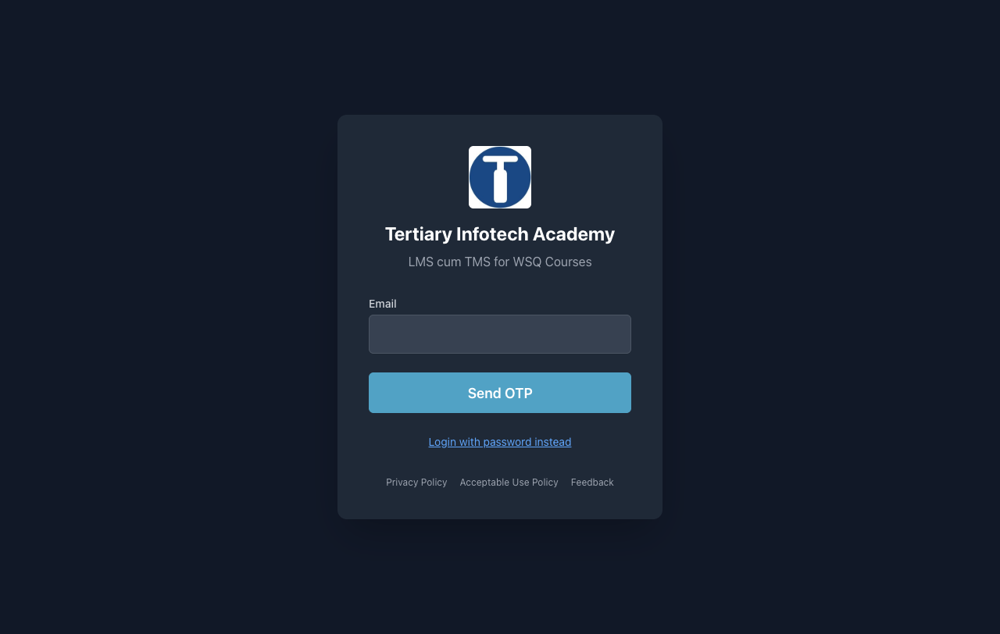 Tertiary Infotech Academy
LMS cum TMS for WSQ Courses
Email
Send OTP
Login with password instead
Privacy Policy Acceptable Use Policy Feedback